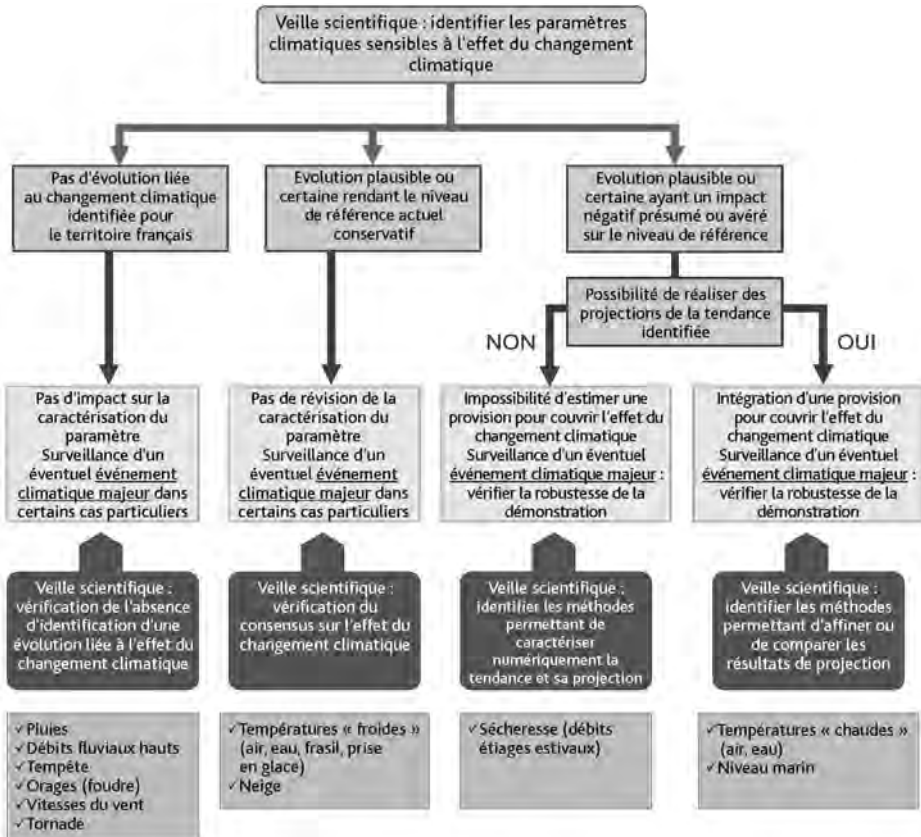 Veille scientifique : identifier les paramètres
climatiques sensibles à l'effet du changement
climatique
Pas d'évolution liée
au changement climatique
identifiée pour
le territoire français
Evolution plausible ou
certaine rendant le niveau
de référence actuel
conservatif
Evolution plausible ou
certaine ayant un impact
négatif présumé ou avéré
sur le niveau de référence
Possibilité de réaliser des
projections de la tendance
identifiée
NON
OUI
Pas d'impact sur la
caractérisation du
paramètre
Surveillance d'un
éventuel événement
climatique majeur dans
certains cas particuliers
Pas de révision de la
caractérisation du
paramètre
Surveillance d'un
éventuel événement
climatique majeur dans
certains cas particuliers
Impossibilité d'estimer une
provision pour couvrir l'effet du
changement climatique
Surveillance d'un éventuel
événement climatique majeur :
vérifier la robustesse de la
démonstration
Intégration d'une provision
pour couvrir l'effet du
changement climatique
Surveillance d'un éventuel
événement climatique majeur :
vérifier la robustesse de la
démonstration
Veille scientifique :
vérification de l'absence
d'identification d'une
évolution liée à l'effet du
changement climatique
Veille scientifique :
vérification du
consensus sur l'effet du
changement climatique
Veille scientifique :
identifier les méthodes
permettant de
caractériser
numériquement la
tendance et sa projection
Veille scientifique :
identifier les méthodes
permettant d'affiner ou
de comparer les
résultats de projection
✓Pluies
✓Débits fluviaux hauts
✓Tempête
✓Orages (foudre)
✓Vitesses du vent
✓Tornade
✓Températures « froides »
(air, eau, frasil, prise
en glace)
✓Neige
✓Sécheresse (débits
étiages estivaux)
✓Températures « chaudes »
(air, eau)
✓Niveau marin